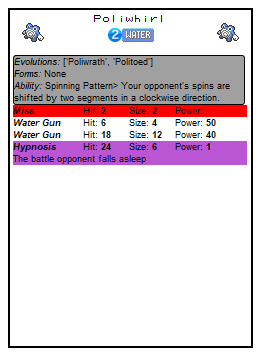 Poliwhirl
2 WATER
Evolutions: ['Poliwrath', 'Politoed']
Forms: None
Ability: Spinning Pattern> Your opponent's spins are
shifted by two segments in a clockwise direction.
Miss Hit: 2 Size: 2 Power:
Water Gun Hit: 6 Size: 4 Power: 50
Water Gun Hit: 18 Size: 12 Power: 40
Hypnosis Hit: 24 Size: 6 Power: 1
The battle opponent falls asleep